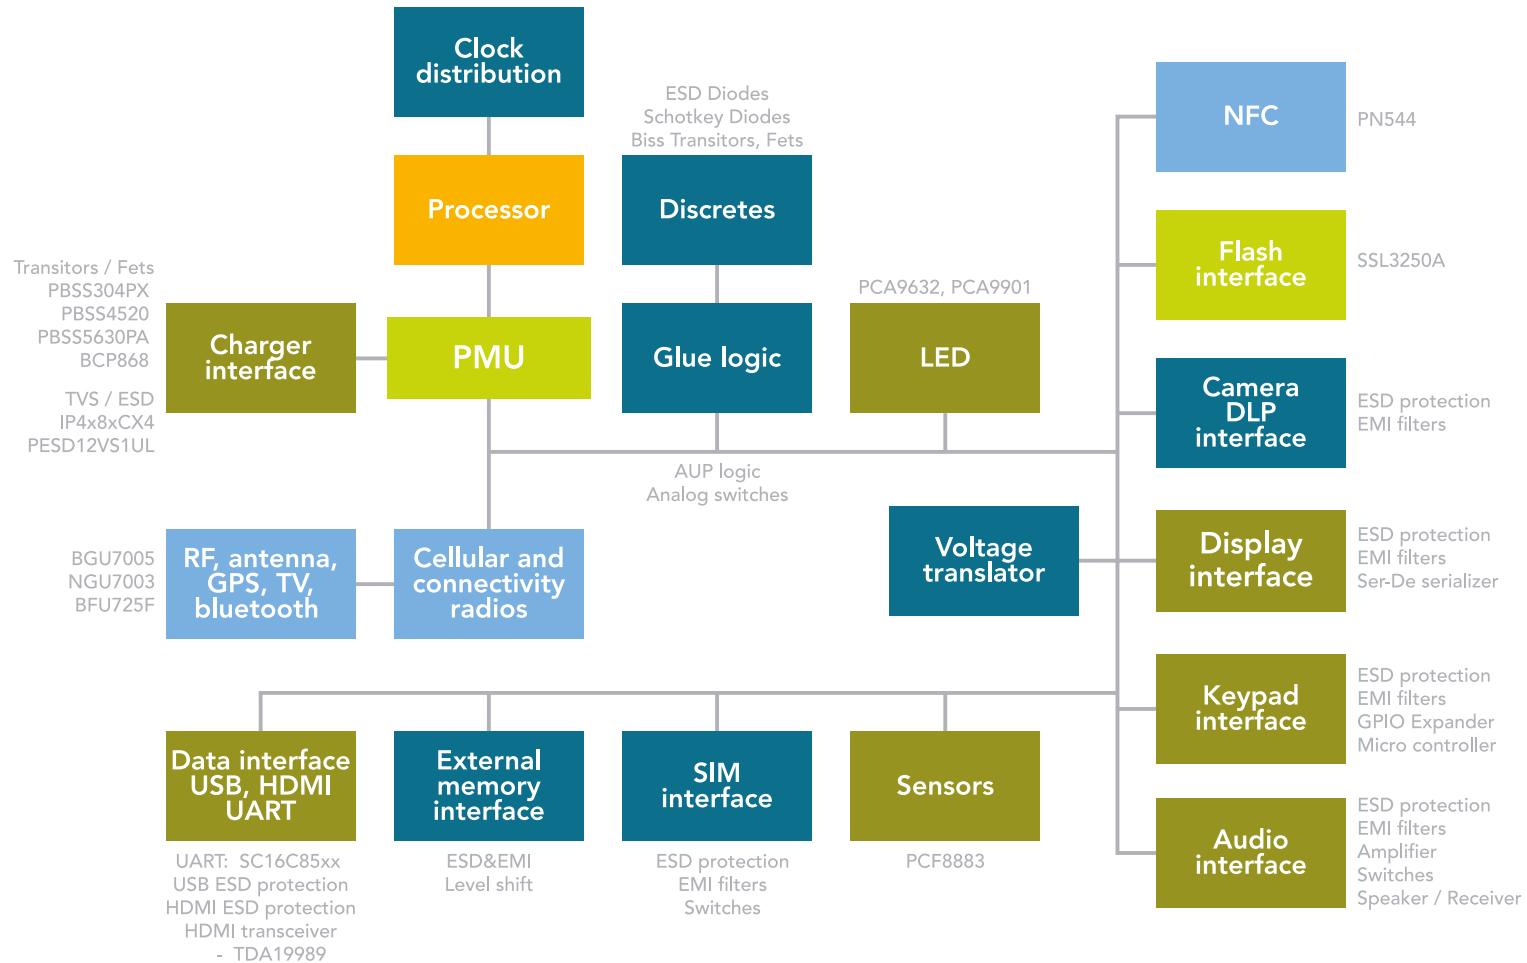 Clock
distribution
ESD Diodes
Schotkey Diodes
Biss Transitors, Fets
NFC
PN544
Processor
Discretes
Flash
interface
SSL3250A
Transitors / Fets
PBSS304PX
PBSS4520
PBSS5630PA
BCP868
TVS / ESD
IP4x8xCX4
PESD12VS1UL
Charger
interface
PMU
Glue logic
PCA9632, PCA9901
LED
Camera
DLP
interface
ESD protection
EMI filters
AUP logic
Analog switches
BGU7005
NGU7003
BFU725F
RF, antenna,
GPS, TV,
bluetooth
Cellular and
connectivity
radios
Voltage
translator
Display
interface
ESD protection
EMI filters
Ser-De serializer
Keypad
interface
ESD protection
EMI filters
GPIO Expander
Micro controller
Data interface
USB, HDMI
UART
External
memory
interface
SIM
interface
Sensors
Audio
interface
ESD protection
EMI filters
Amplifier
Switches
Speaker / Receiver
UART: SC16C85xx
USB ESD protection
HDMI ESD protection
HDMI transceiver
- TDA19989
ESD&EMI
Level shift
ESD protection
EMI filters
Switches
PCF8883